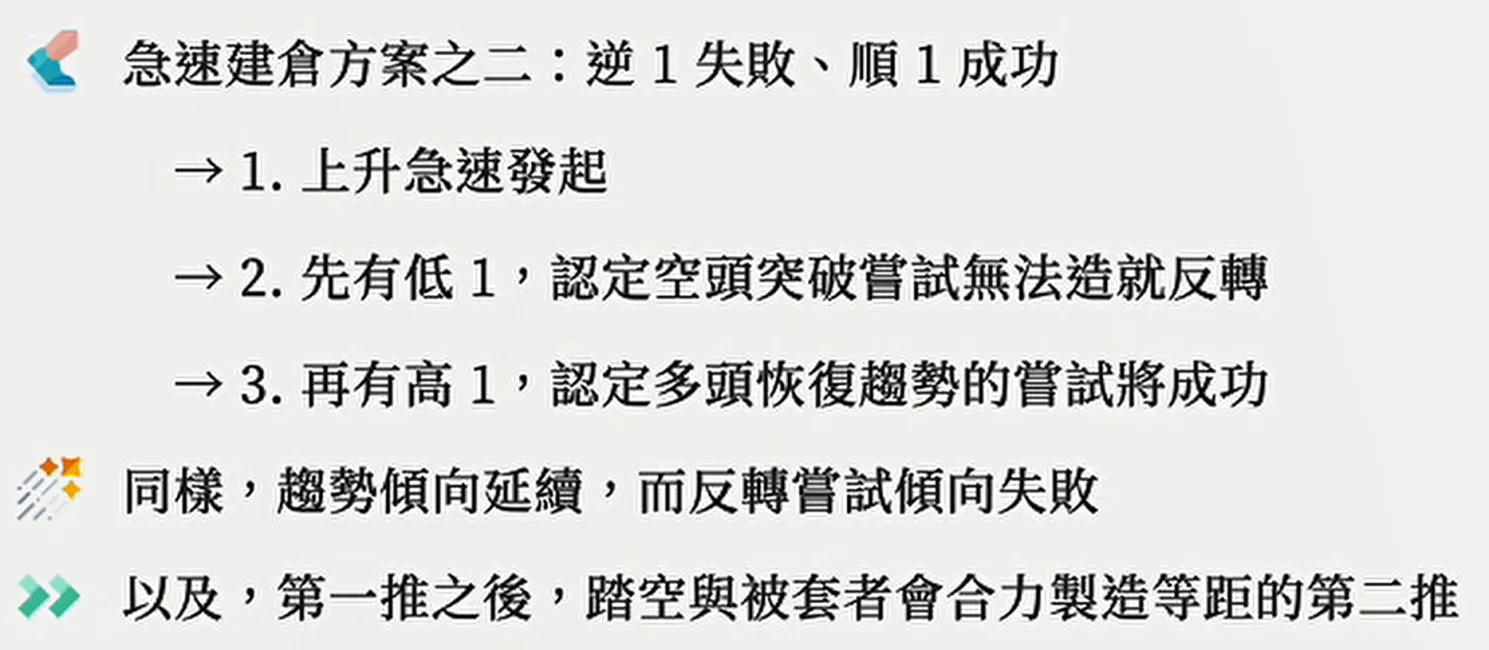 急速建倉方案之二：逆 1 失敗、順 1 成功
→ 1. 上升急速發起
→ 2. 先有低 1，認定空頭突破嘗試無法造就反轉
→ 3. 再有高 1，認定多頭恢復趨勢的嘗試將成功
同樣，趨勢傾向延續，而反轉嘗試傾向失敗
以及，第一推之後，踏空與被套者會合力製造等距的第二推